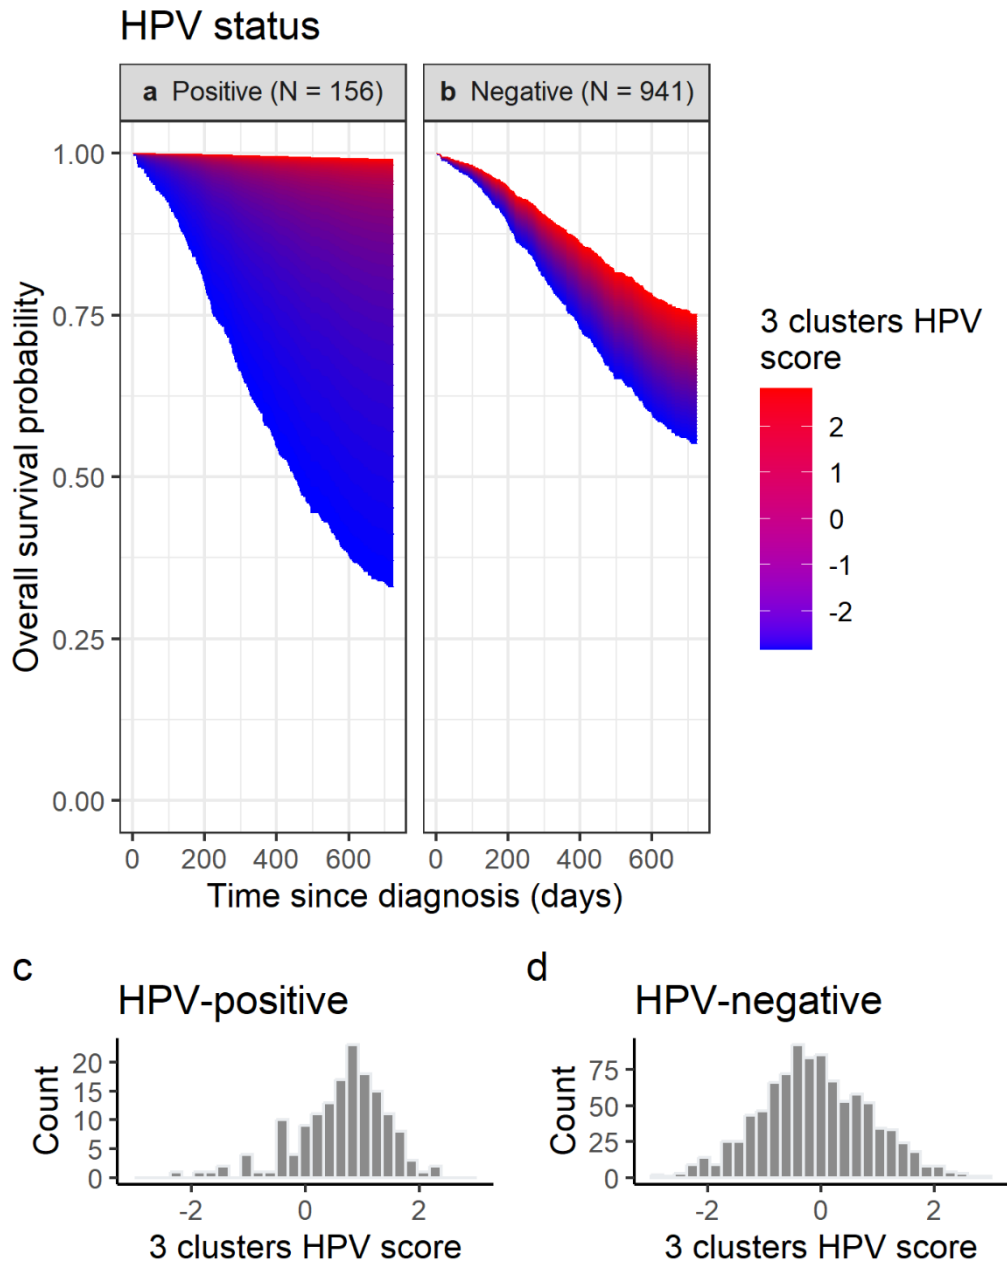 HPV status
a Positive (N = 156)
b Negative (N = 941)
Overall survival probability
1.00
0.75
0.50
0.25
0.00
0 200 400 600
0 200 400 600
Time since diagnosis (days)
3 clusters HPV
score
2
1
0
-1
-2
c
HPV-positive
Count
20
15
10
5
0
-2 0 2
3 clusters HPV score
d
HPV-negative
Count
75
50
25
0
-2 0 2
3 clusters HPV score